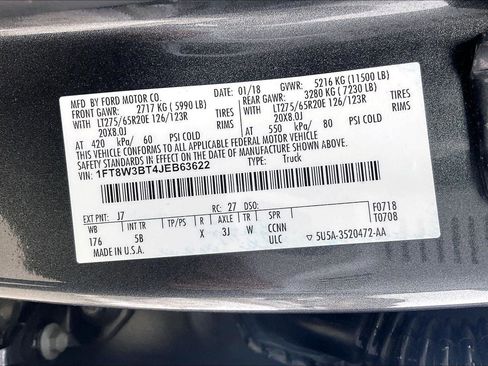 MFD. BY FORD MOTOR CO. 01/18 GVWR: 5216 KG (11500 LB)
FRONT GAWR: 2717 KG (5990 LB) REAR GAWR: 3280 KG (7230 LB)
WITH LT275/65R20E 126/123R TIRES WITH LT275/65R20E 126/123R TIRES
20X8.0J RIMS 20X8.0J RIMS
AT 420 kPa/ 60 PSI COLD AT 550 kPa/ 80 PSI COLD
THIS VEHICLE CONFORMS TO ALL APPLICABLE FEDERAL MOTOR VEHICLE
SAFETY STANDARDS IN EFFECT ON THE DATE OF MANUFACTURE SHOWN ABOVE.
VIN: 1FT8W3BT4JEB63622 TYPE: Truck
EXT PNT: J7 RC: 27 DSO: F0718
WB INT TR TP/PS R AXLE TR SPR T0708
176 5B X 3J W CCNN
MADE IN U.S.A. ULC ▽ 5U5A-3520472-AA